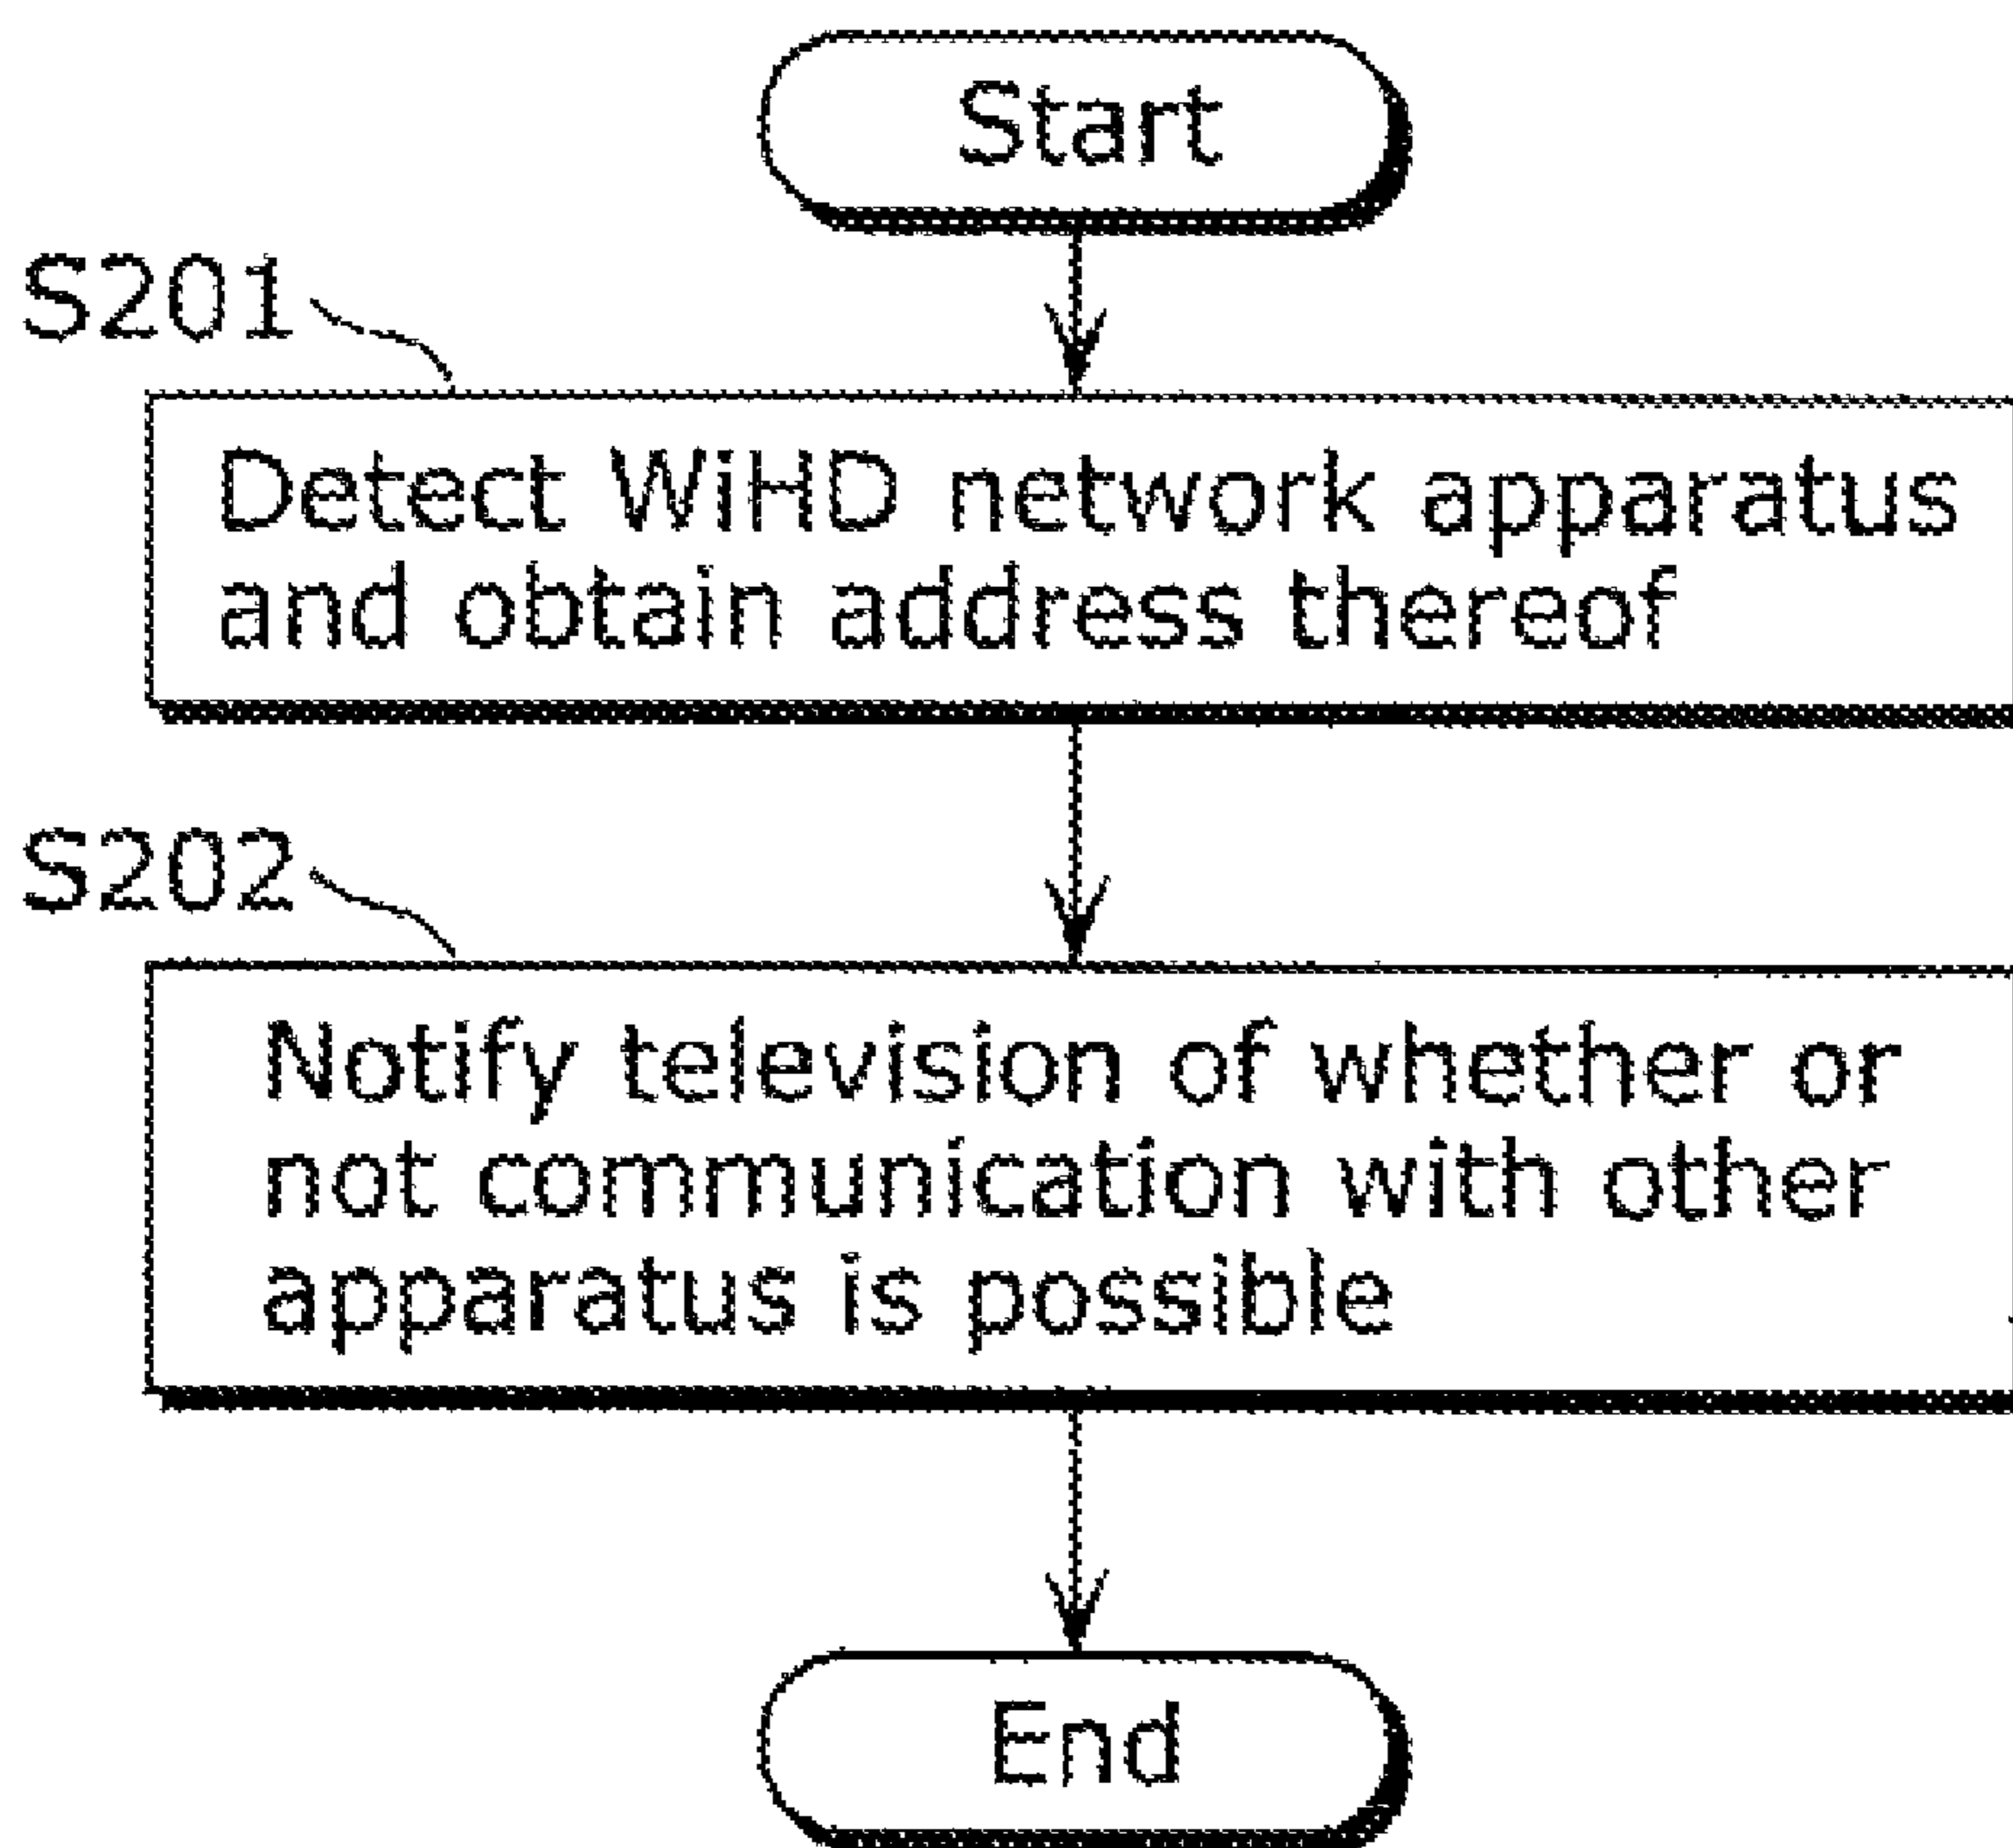 Start
S201
Detect WiHD network apparatus
and obtain address thereof
S202
Notify television of whether or
not communication with other
apparatus is possible
End